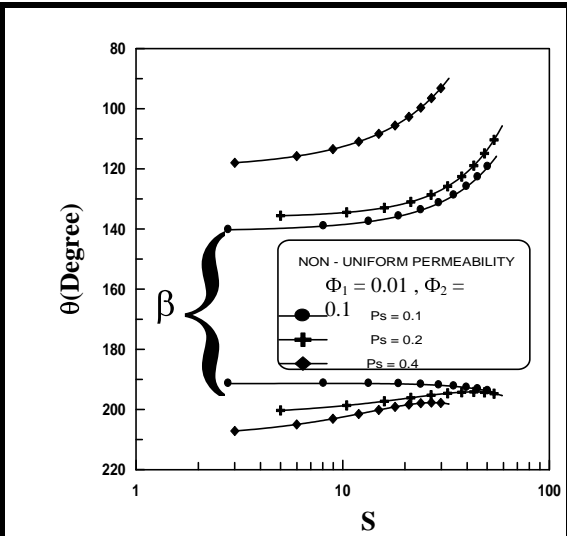 80
100
120
140
160
180
200
220
θ(Degree)
β
NON - UNIFORM PERMEABILITY
Φ1 = 0.01 , Φ2 =
0.1
Ps = 0.1
Ps = 0.2
Ps = 0.4
1 10 100
S